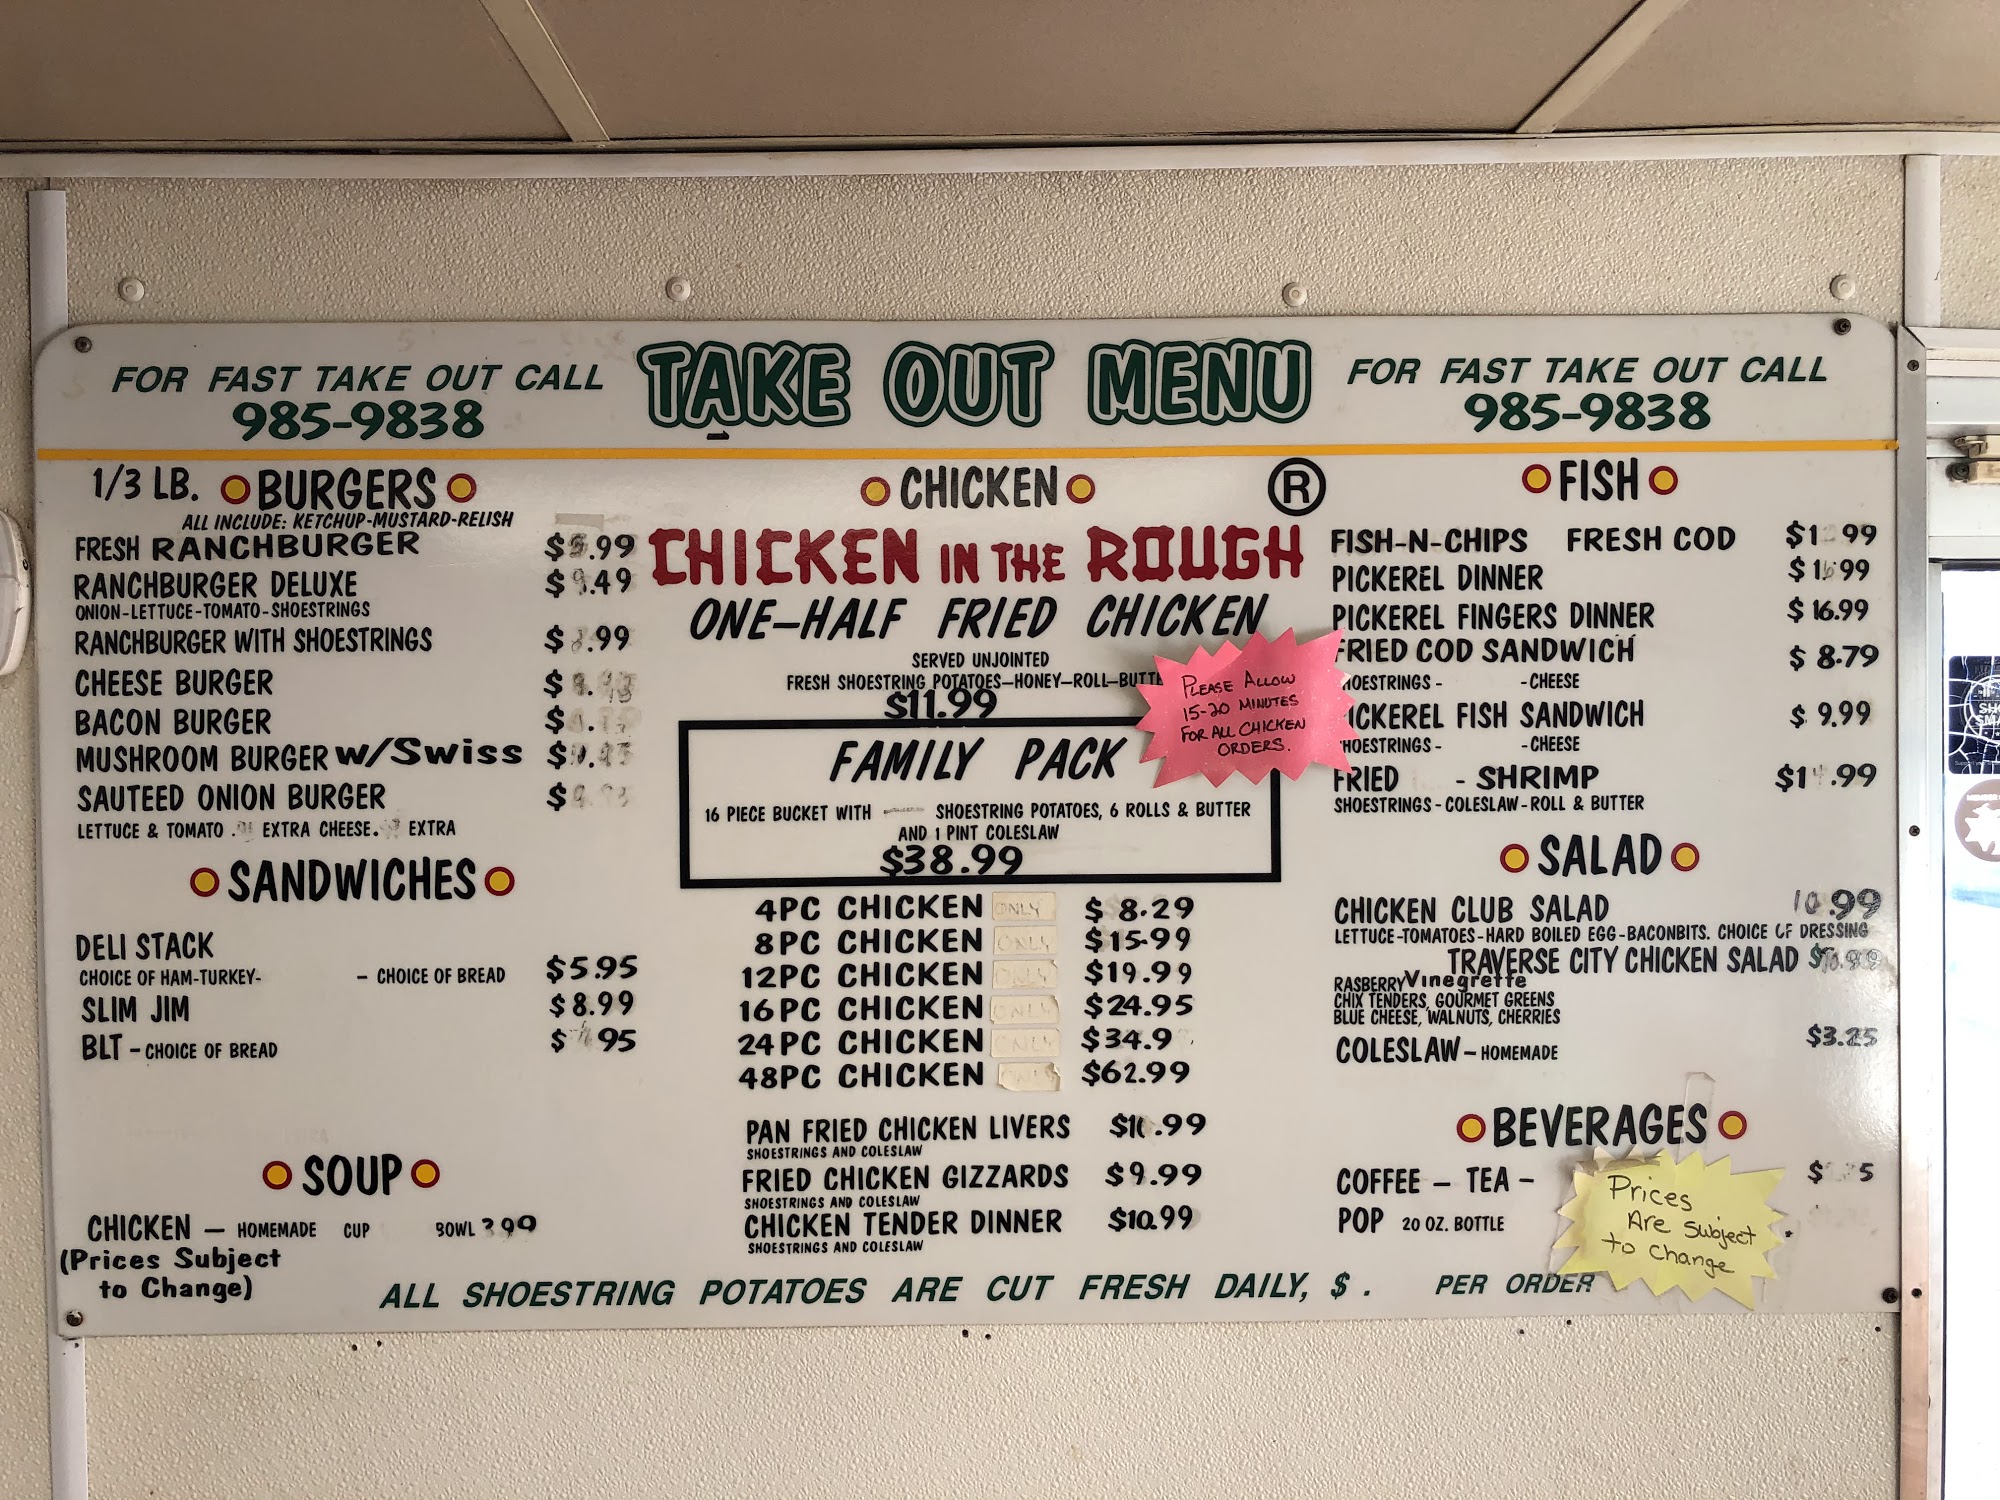 FOR FAST TAKE OUT CALL
985-9838
TAKE OUT MENU
FOR FAST TAKE OUT CALL
985-9838
1/3 LB. BURGERS
ALL INCLUDE: KETCHUP-MUSTARD-RELISH
FRESH RANCHBURGER
RANCHBURGER DELUXE
ONION-LETTUCE-TOMATO-SHOESTRINGS
RANCHBURGER WITH SHOESTRINGS
CHEESE BURGER
BACON BURGER
MUSHROOM BURGER w/Swiss
SAUTEED ONION BURGER
LETTUCE & TOMATO EXTRA CHEESE. EXTRA
SANDWICHES
DELI STACK
CHOICE OF HAM-TURKEY- - CHOICE OF BREAD $5.95
SLIM JIM $8.99
BLT - CHOICE OF BREAD
SOUP
CHICKEN - HOMEMADE CUP BOWL 3.99
(Prices Subject
to Change)
CHICKEN ®
CHICKEN IN THE ROUGH
ONE-HALF FRIED CHICKEN
SERVED UNJOINTED
FRESH SHOESTRING POTATOES-HONEY-ROLL-
$11.99
PLEASE ALLOW
15-20 MINUTES
FOR ALL CHICKEN
ORDERS.
FAMILY PACK
16 PIECE BUCKET WITH SHOESTRING POTATOES, 6 ROLLS & BUTTER
AND 1 PINT COLESLAW
$38.99
4PC CHICKEN ONLY $8.29
8PC CHICKEN ONLY $15.99
12PC CHICKEN ONLY $19.99
16PC CHICKEN ONLY $24.95
24PC CHICKEN ONLY $34.9
48PC CHICKEN ONLY $62.99
PAN FRIED CHICKEN LIVERS
SHOESTRINGS AND COLESLAW
FRIED CHICKEN GIZZARDS $9.99
SHOESTRINGS AND COLESLAW
CHICKEN TENDER DINNER $10.99
SHOESTRINGS AND COLESLAW
FISH
FISH-N-CHIPS FRESH COD
PICKEREL DINNER
PICKEREL FINGERS DINNER $16.99
FRIED COD SANDWICH $8.79
-CHEESE
PICKEREL FISH SANDWICH $9.99
-CHEESE
FRIED - SHRIMP
SHOESTRINGS-COLESLAW-ROLL & BUTTER
SALAD
CHICKEN CLUB SALAD 10.99
LETTUCE-TOMATOES-HARD BOILED EGG-BACONBITS. CHOICE OF DRESSING
TRAVERSE CITY CHICKEN SALAD
RASBERRY Vinegrette
CHIX TENDERS, GOURMET GREENS
BLUE CHEESE, WALNUTS, CHERRIES
COLESLAW - HOMEMADE $3.25
BEVERAGES
COFFEE - TEA -
POP 20 OZ. BOTTLE
Prices
Are Subject
to Change
ALL SHOESTRING POTATOES ARE CUT FRESH DAILY, $ . PER ORDER